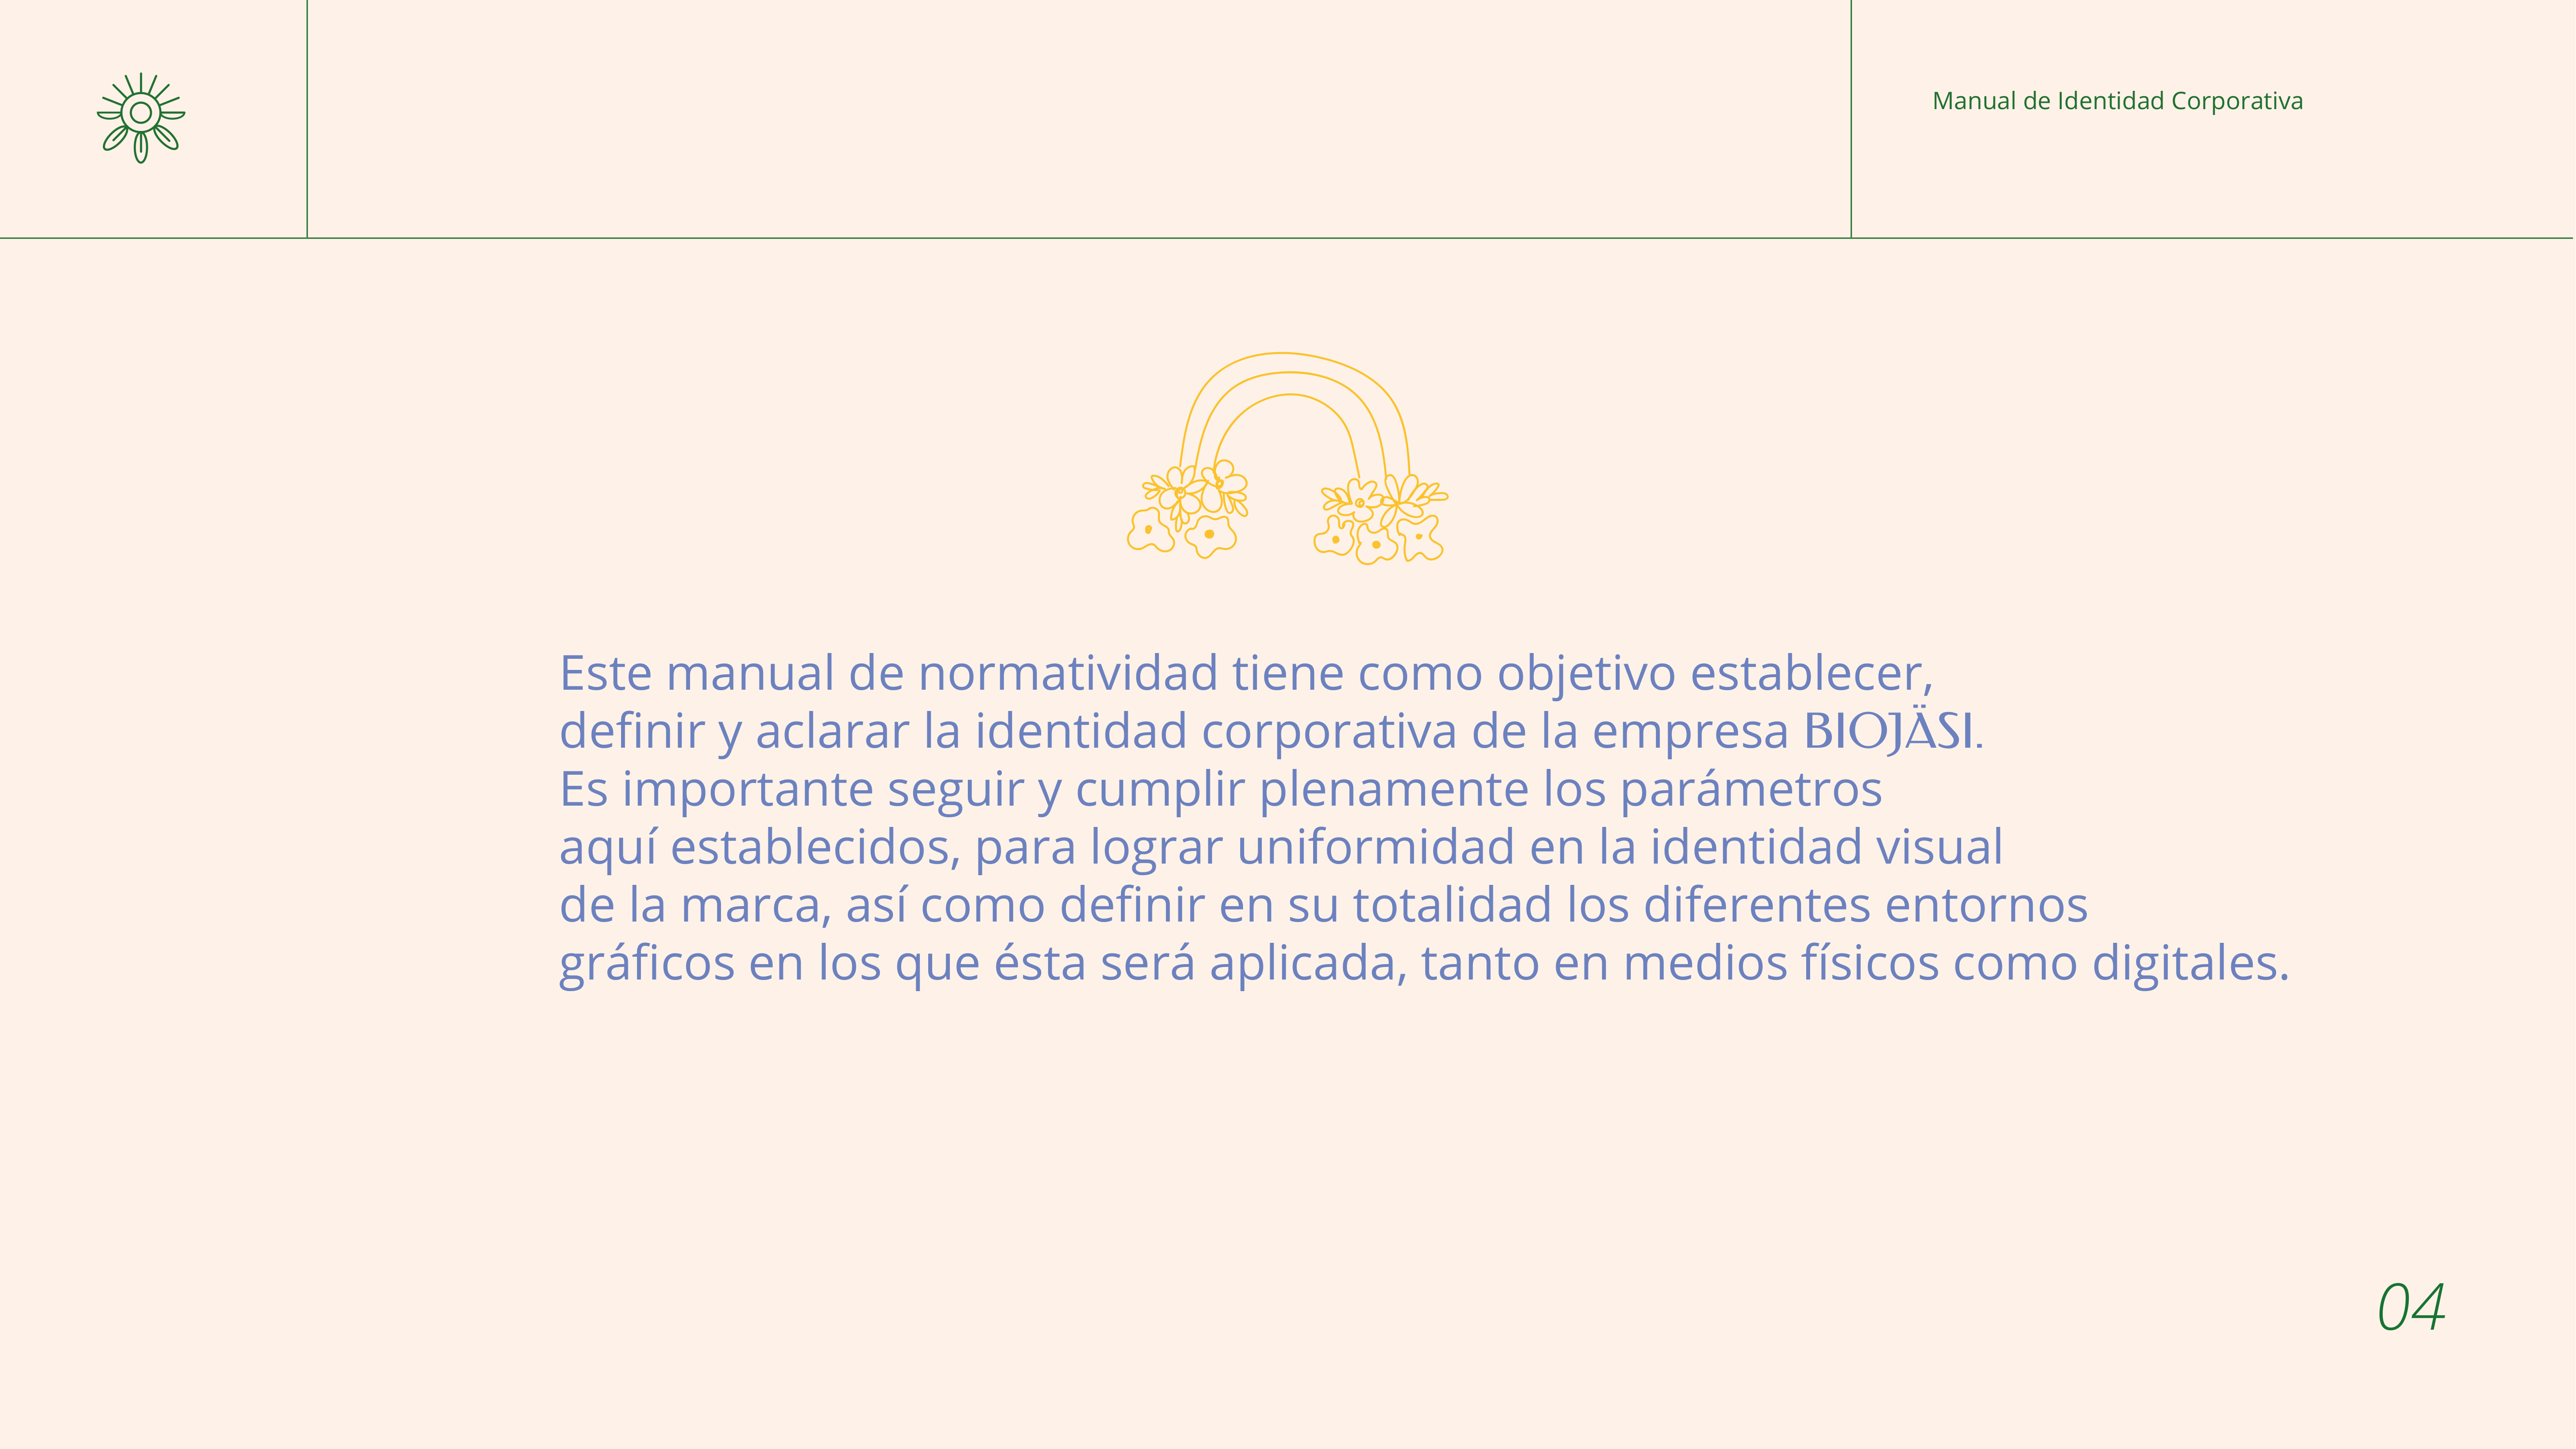 Manual de Identidad Corporativa
Este manual de normatividad tiene como objetivo establecer,
definir y aclarar la identidad corporativa de la empresa BIOJÄSI.
Es importante seguir y cumplir plenamente los parámetros
aquí establecidos, para lograr uniformidad en la identidad visual
de la marca, así como definir en su totalidad los diferentes entornos
gráficos en los que ésta será aplicada, tanto en medios físicos como digitales.
04